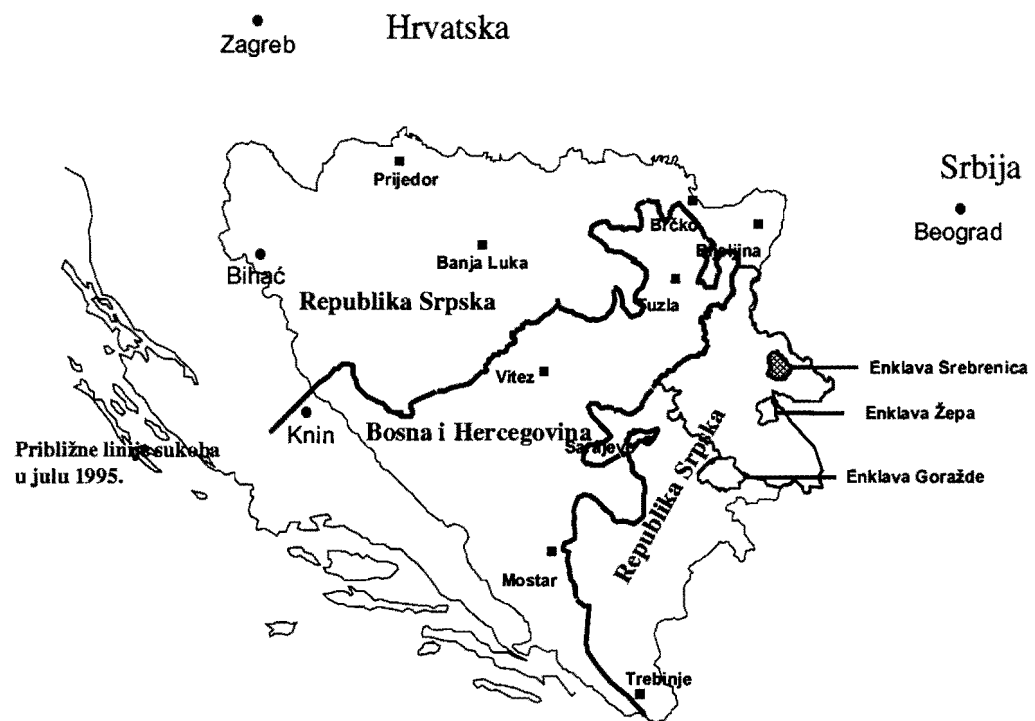 Hrvatska
Zagreb
Srbija
Beograd
Prijedor
Brčko
Bijeljina
Bihać
Banja Luka
Tuzla
Republika Srpska
Vitez
Enklava Srebrenica
Enklava Žepa
Knin
Bosna i Hercegovina
Sarajevo
Približne linije sukoba
u julu 1995.
Enklava Goražde
Republika Srpska
Mostar
Trebinje